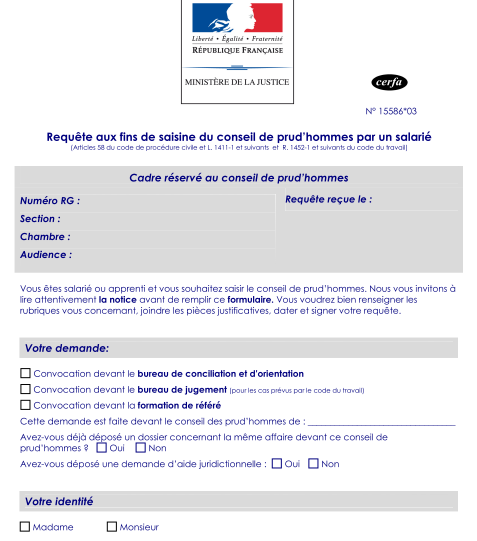 Liberté • Égalité • Fraternité
RÉPUBLIQUE FRANÇAISE
MINISTÈRE DE LA JUSTICE
cerfa
N° 15586*03
Requête aux fins de saisine du conseil de prud'hommes par un salarié
(Articles 58 du code de procédure civile et L. 1411-1 et suivants et R. 1452-1 et suivants du code du travail)
Cadre réservé au conseil de prud'hommes
Numéro RG :
Requête reçue le :
Section :
Chambre :
Audience :
Vous êtes salarié ou apprenti et vous souhaitez saisir le conseil de prud'hommes. Nous vous invitons à
lire attentivement la notice avant de remplir ce formulaire. Vous voudrez bien renseigner les
rubriques vous concernant, joindre les pièces justificatives, dater et signer votre requête.
Votre demande:
Convocation devant le bureau de conciliation et d'orientation
Convocation devant le bureau de jugement (pour les cas prévus par le code du travail)
Convocation devant la formation de référé
Cette demande est faite devant le conseil des prud'hommes de :
Avez-vous déjà déposé un dossier concernant la même affaire devant ce conseil de
prud'hommes ? Oui Non
Avez-vous déposé une demande d'aide juridictionnelle : Oui Non
Votre identité
Madame Monsieur